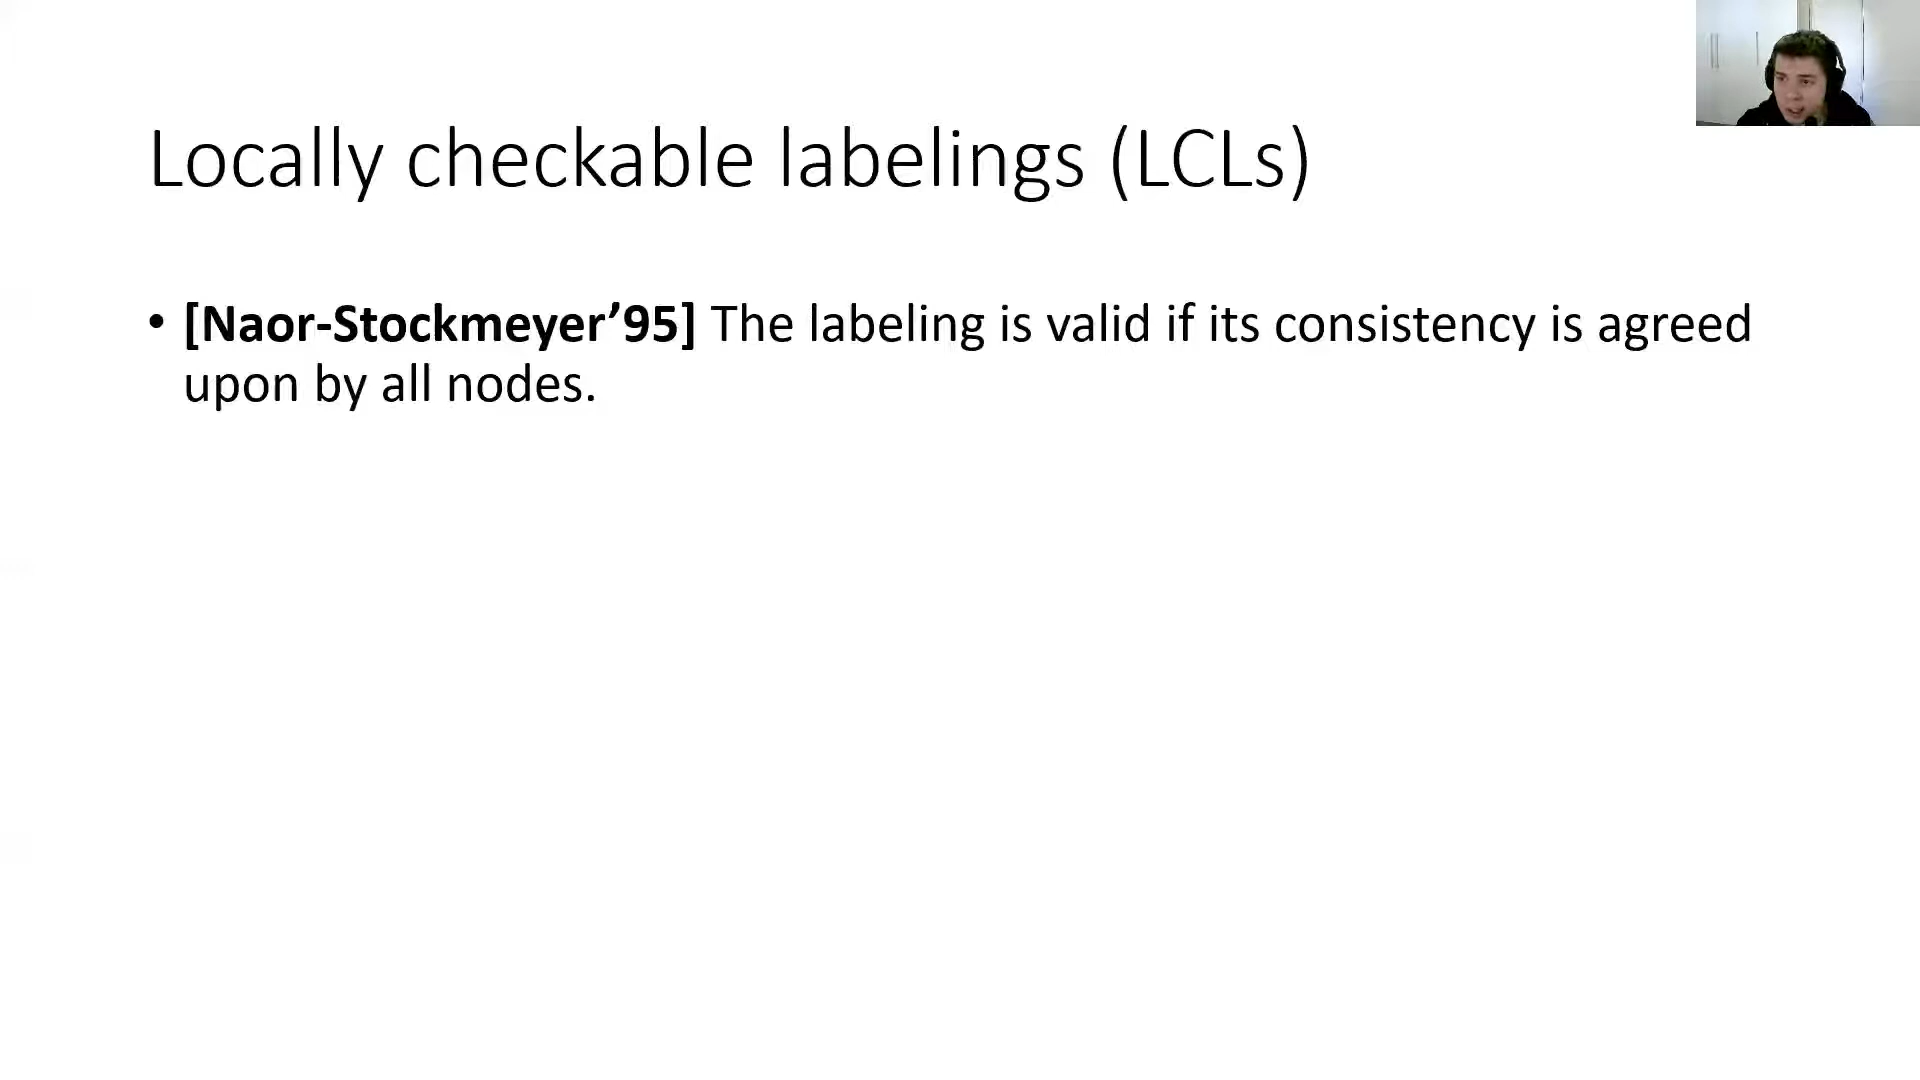 Locally checkable labelings (LCLs)
• [Naor-Stockmeyer’95] The labeling is valid if its consistency is agreed
upon by all nodes.